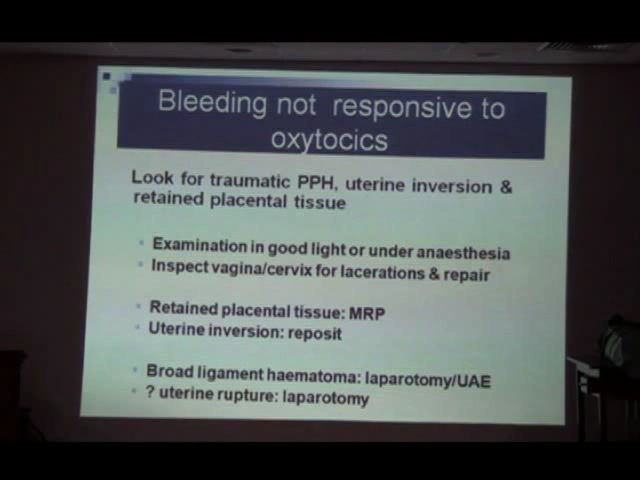 Bleeding not responsive to
oxytocics
Look for traumatic PPH, uterine inversion &
retained placental tissue
Examination in good light or under anaesthesia
Inspect vagina/cervix for lacerations & repair
Retained placental tissue: MRP
Uterine inversion: reposit
Broad ligament haematoma: laparotomy/UAE
? uterine rupture: laparotomy